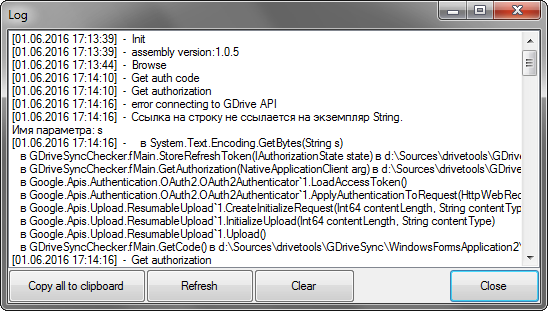 Log
[01.06.2016 17:13:39] - Init
[01.06.2016 17:13:39] - assembly version:1.0.5
[01.06.2016 17:13:44] - Browse
[01.06.2016 17:14:10] - Get auth code
[01.06.2016 17:14:10] - Get authorization
[01.06.2016 17:14:16] - error connecting to GDrive API
[01.06.2016 17:14:16] - Ссылка на строку не ссылается на экземпляр String.
Имя параметра: s
[01.06.2016 17:14:16] - в System.Text.Encoding.GetBytes(String s)
в GDriveSyncChecker.fMain.StoreRefreshToken(IAuthorizationState state) в d:\Sources\drivetools\GDrive
в GDriveSyncChecker.fMain.GetAuthorization(NativeApplicationClient arg) в d:\Sources\drivetools\GDriveS
в Google.Apis.Authentication.OAuth2.OAuth2Authenticator`1.LoadAccessToken()
в Google.Apis.Authentication.OAuth2.OAuth2Authenticator`1.ApplyAuthenticationToRequest(HttpWebRec
в Google.Apis.Upload.ResumableUpload`1.CreateInitializeRequest(Int64 contentLength, String contentType
в Google.Apis.Upload.ResumableUpload`1.InitializeUpload(Int64 contentLength, String contentType)
в Google.Apis.Upload.ResumableUpload`1.Upload()
в GDriveSyncChecker.fMain.GetCode() в d:\Sources\drivetools\GDriveSync\WindowsFormsApplication2\
[01.06.2016 17:14:16] - Get authorization
Copy all to clipboard Refresh Clear Close